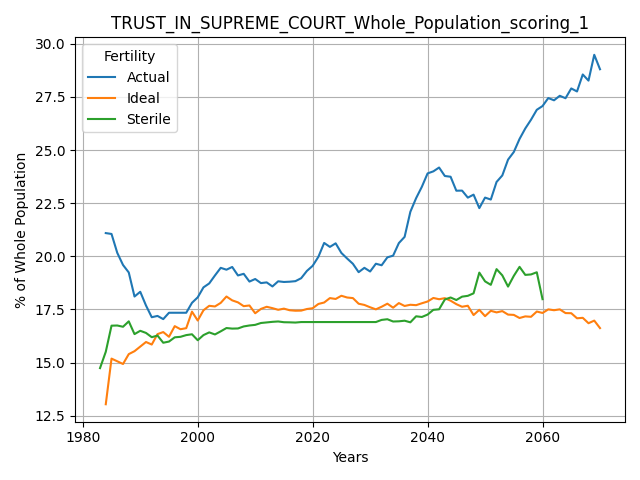 TRUST_IN_SUPREME_COURT_Whole_Population_scoring_1
30.0
27.5
25.0
22.5
20.0
17.5
15.0
12.5
% of Whole Population
Fertility
Actual
Ideal
Sterile
1980 2000 2020 2040 2060
Years